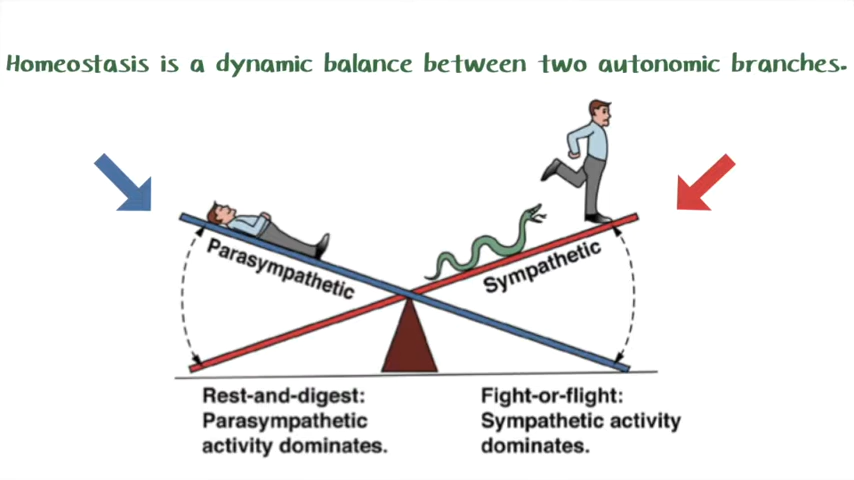 Homeostasis is a dynamic balance between two autonomic branches.
Parasympathetic
Sympathetic
Rest-and-digest:
Parasympathetic
activity dominates.
Fight-or-flight:
Sympathetic activity
dominates.